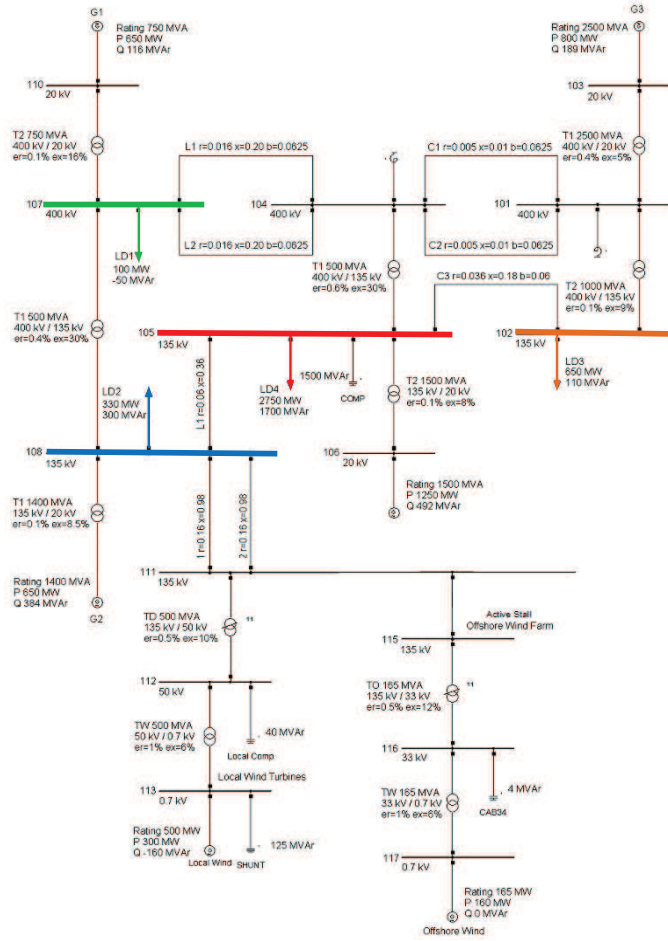 G1
Rating 750 MVA
P 650 MW
Q 116 MVAr
110
20 kV
T2 750 MVA
400 kV / 20 kV
er=0.1% ex=16%
107
400 kV
LD1
100 MW
-50 MVAr
L1 r=0.016 x=0.20 b=0.0625
L2 r=0.016 x=0.20 b=0.0625
104
400 kV
C1 r=0.005 x=0.01 b=0.0625
C2 r=0.005 x=0.01 b=0.0625
G3
Rating 2500 MVA
P 800 MW
Q 189 MVAr
103
20 kV
T1 2500 MVA
400 kV / 20 kV
er=0.4% ex=5%
101
400 kV
T1 500 MVA
400 kV / 135 kV
er=0.6% ex=30%
C3 r=0.036 x=0.18 b=0.06
T2 1000 MVA
400 kV / 135 kV
er=0.1% ex=9%
102
135 kV
LD3
650 MW
110 MVAr
T1 500 MVA
400 kV / 135 kV
er=0.4% ex=30%
105
135 kV
L1 r=0.06 x=0.36
LD4
2750 MW
1700 MVAr
1500 MVAr
COMP
T2 1500 MVA
135 kV / 20 kV
er=0.1% ex=8%
LD2
330 MW
300 MVAr
108
135 kV
106
20 kV
Rating 1500 MVA
P 1250 MW
Q 492 MVAr
T1 1400 MVA
135 kV / 20 kV
er=0.1% ex=8.5%
1 r=0.16 x=0.98
2 r=0.16 x=0.98
Rating 1400 MVA
P 650 MW
Q 384 MVAr
G2
111
135 kV
TD 500 MVA
135 kV / 50 kV
er=0.5% ex=10%
11
Active Stall
Offshore Wind Farm
115
135 kV
112
50 kV
TO 165 MVA
135 kV / 33 kV
er=0.5% ex=12%
11
TW 500 MVA
50 kV / 0.7 kV
er=1% ex=6%
40 MVAr
Local Comp
116
33 kV
Local Wind Turbines
113
0.7 kV
TW 165 MVA
33 kV / 0.7 kV
er=1% ex=6%
4 MVAr
CAB34
Rating 500 MW
P 300 MW
Q -160 MVAr
Local Wind
125 MVAr
SHUNT
117
0.7 kV
Rating 165 MW
P 160 MW
Q 0 MVAr
Offshore Wind